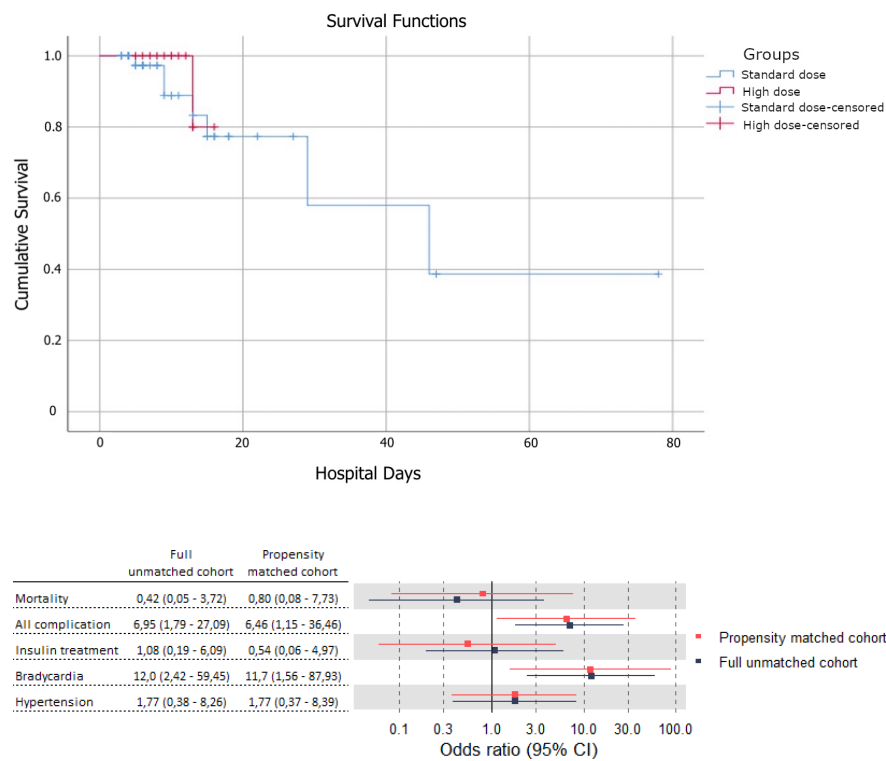 Survival Functions
Groups
Standard dose
High dose
Standard dose-censored
High dose-censored
1.0
0.8
0.6
0.4
0.2
0
Cumulative Survival
0 20 40 60 80
Hospital Days
Full unmatched cohort Propensity matched cohort
Mortality 0,42 (0,05 - 3,72) 0,80 (0,08 - 7,73)
All complication 6,95 (1,79 - 27,09) 6,46 (1,15 - 36,46)
Insulin treatment 1,08 (0,19 - 6,09) 0,54 (0,06 - 4,97)
Bradycardia 12,0 (2,42 - 59,45) 11,7 (1,56 - 87,93)
Hypertension 1,77 (0,38 - 8,26) 1,77 (0,37 - 8,39)
Propensity matched cohort
Full unmatched cohort
0.1 0.3 1.0 3.0 10.0 30.0 100.0
Odds ratio (95% CI)